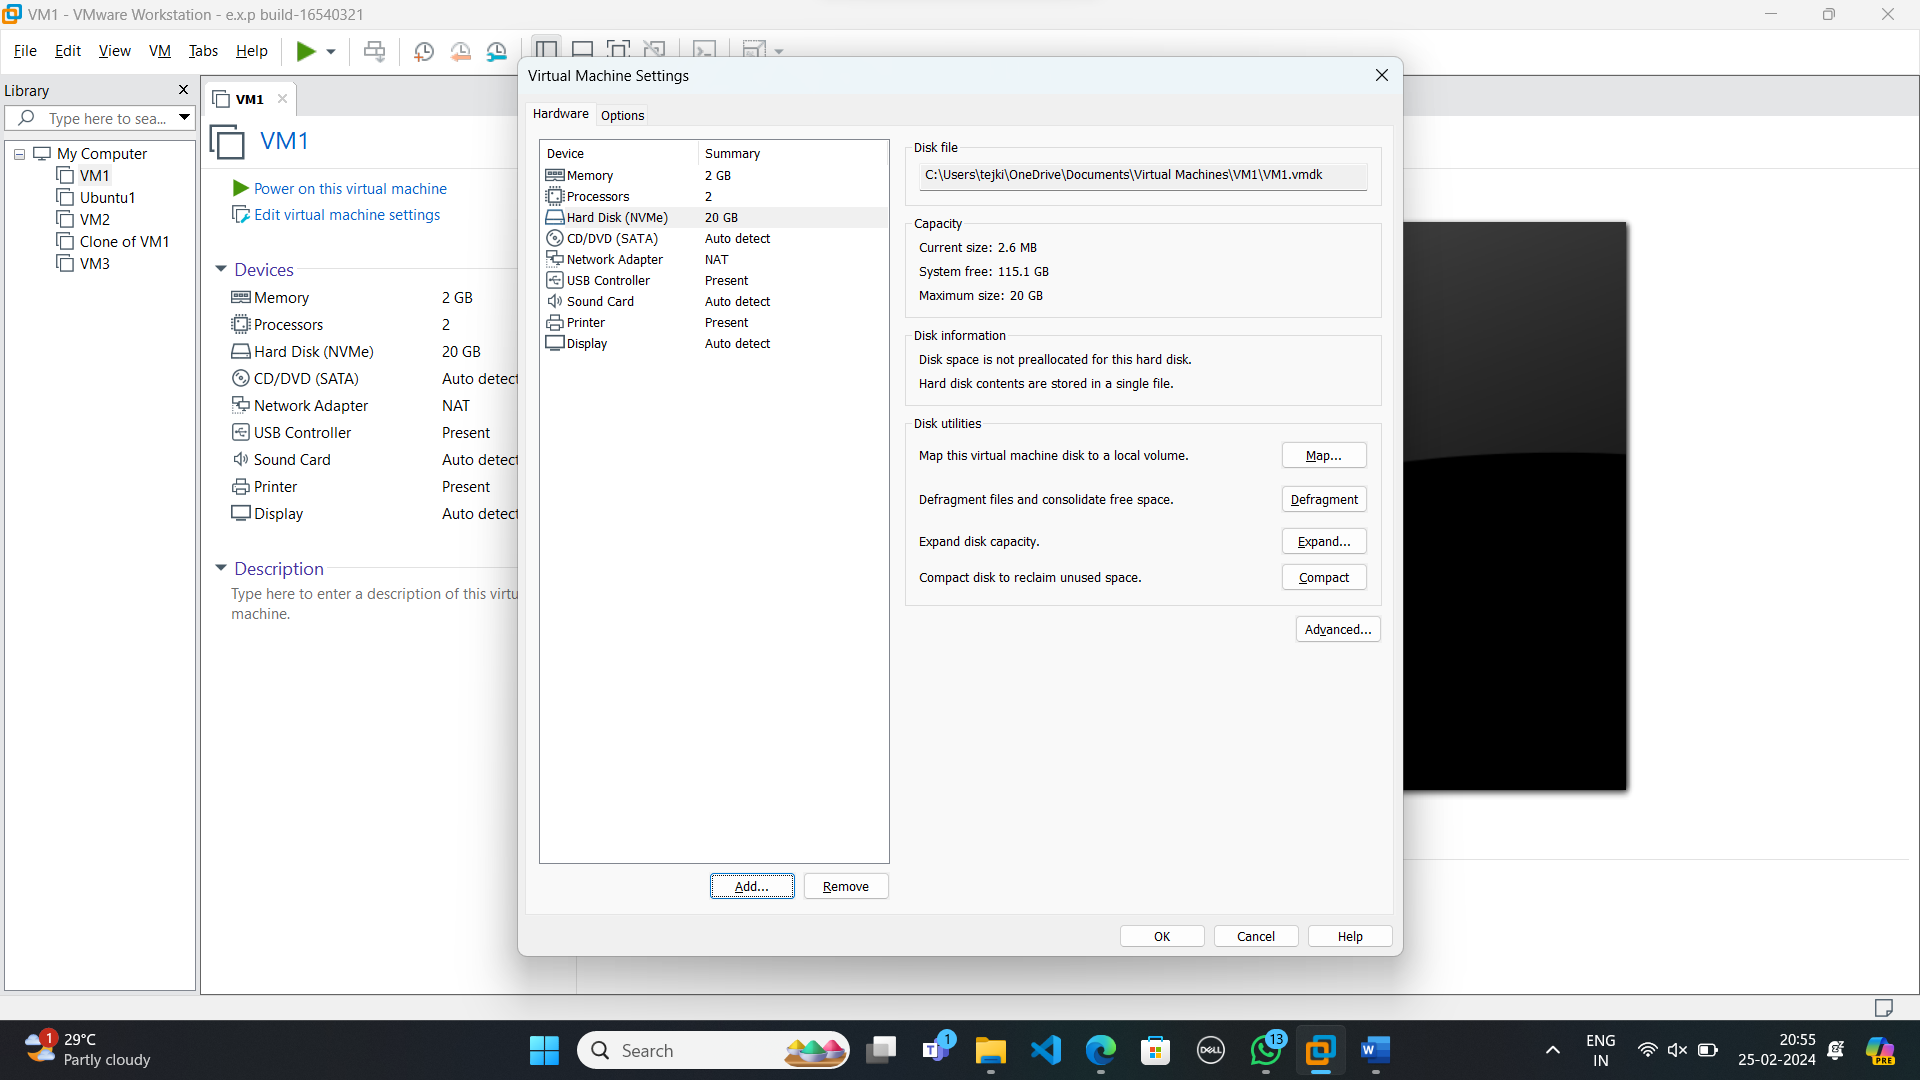 VM1 - VMware Workstation - e.x.p build-16540321
File Edit View VM Tabs Help
Library
Type here to sea...
My Computer
VM1
Ubuntu1
VM2
Clone of VM1
VM3
VM1
VM1
Power on this virtual machine
Edit virtual machine settings
Devices
Memory 2 GB
Processors 2
Hard Disk (NVMe) 20 GB
CD/DVD (SATA) Auto detect
Network Adapter NAT
USB Controller Present
Sound Card Auto detect
Printer Present
Display Auto detect
Description
Type here to enter a description of this virtu
machine.
Virtual Machine Settings
Hardware Options
Device Summary
Memory 2 GB
Processors 2
Hard Disk (NVMe) 20 GB
CD/DVD (SATA) Auto detect
Network Adapter NAT
USB Controller Present
Sound Card Auto detect
Printer Present
Display Auto detect
Add... Remove
Disk file
C:\Users\tejki\OneDrive\Documents\Virtual Machines\VM1\VM1.vmdk
Capacity
Current size: 2.6 MB
System free: 115.1 GB
Maximum size: 20 GB
Disk information
Disk space is not preallocated for this hard disk.
Hard disk contents are stored in a single file.
Disk utilities
Map this virtual machine disk to a local volume. Map...
Defragment files and consolidate free space. Defragment
Expand disk capacity. Expand...
Compact disk to reclaim unused space. Compact
Advanced...
OK Cancel Help
1
29°C
Partly cloudy
Search
T 1
DELL
13
W
ENG
IN
20:55
25-02-2024
PRE